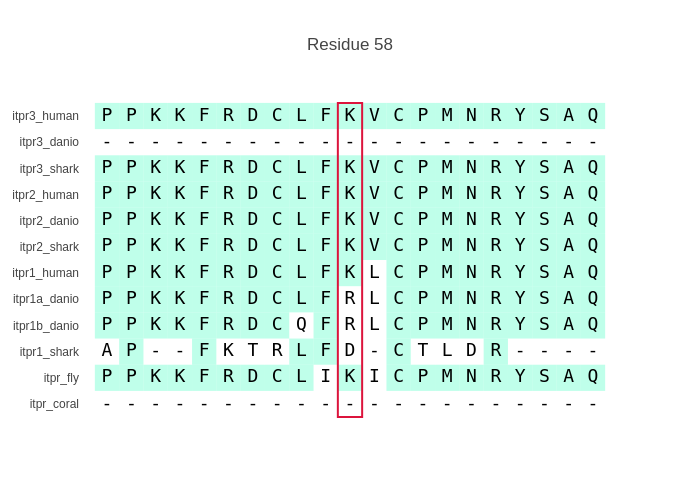 Residue 58
itpr3_human P P K K F R D C L F K V C P M N R Y S A Q
itpr3_danio - - - - - - - - - - - - - - - - - - - - -
itpr3_shark P P K K F R D C L F K V C P M N R Y S A Q
itpr2_human P P K K F R D C L F K V C P M N R Y S A Q
itpr2_danio P P K K F R D C L F K V C P M N R Y S A Q
itpr2_shark P P K K F R D C L F K V C P M N R Y S A Q
itpr1_human P P K K F R D C L F K L C P M N R Y S A Q
itpr1a_danio P P K K F R D C L F R L C P M N R Y S A Q
itpr1b_danio P P K K F R D C Q F R L C P M N R Y S A Q
itpr1_shark A P - - F K T R L F D - C T L D R - - - -
itpr_fly P P K K F R D C L I K I C P M N R Y S A Q
itpr_coral - - - - - - - - - - - - - - - - - - - - -